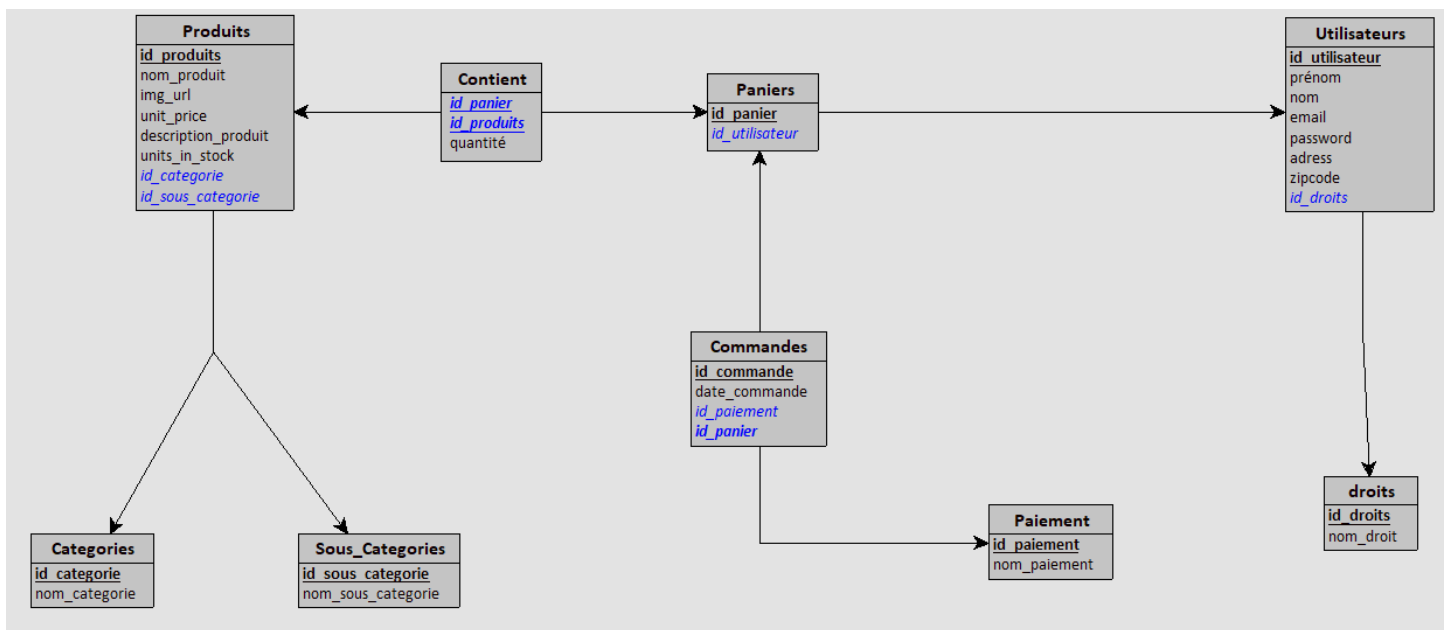 Produits
id_produits
nom_produit
img_url
unit_price
description_produit
units_in_stock
id_categorie
id_sous_categorie
Contient
id_panier
id_produits
quantité
Paniers
id_panier
id_utilisateur
Utilisateurs
id_utilisateur
prénom
nom
email
password
adress
zipcode
id_droits
Commandes
id_commande
date_commande
id_paiement
id_panier
Categories
id_categorie
nom_categorie
Sous_Categories
id_sous_categorie
nom_sous_categorie
Paiement
id_paiement
nom_paiement
droits
id_droits
nom_droit